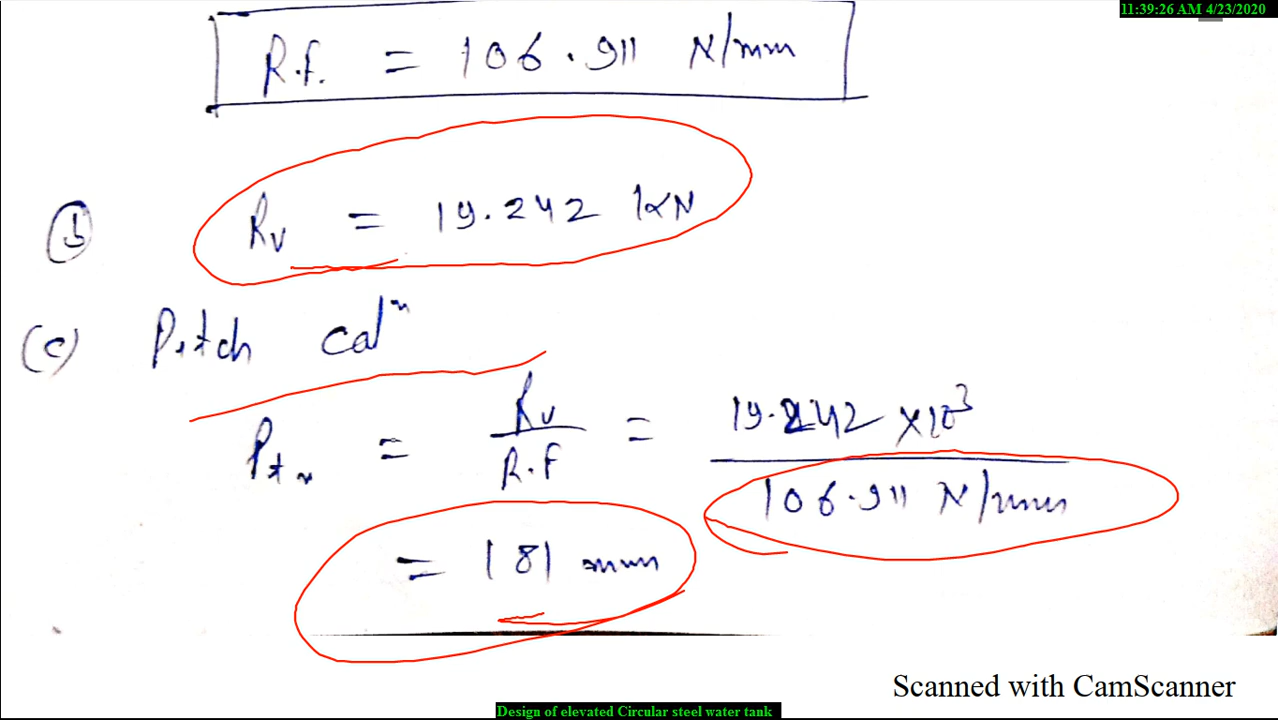 11:39:26 AM 4/23/2020
R.F. = 106.911 N/mm
(b) Rv = 19.242 kN
(c) Pitch calⁿ
= Rv / R.F = 19.242 ×10³ / 106.911 N/mm
= 181 mm
Scanned with CamScanner
Design of elevated Circular steel water tank